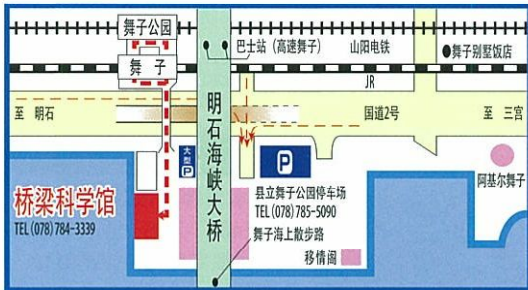 舞子公园
巴士站（高速舞子）
山阳电铁
●舞子别墅饭店
舞 子
JR
至 明石
国道2号
至 三宫
明石海峡大桥
大型
P
P
阿基尔舞子
桥梁科学馆
TEL(078)784-3339
县立舞子公园停车场
TEL(078)785-5090
舞子海上散步路
移情阁